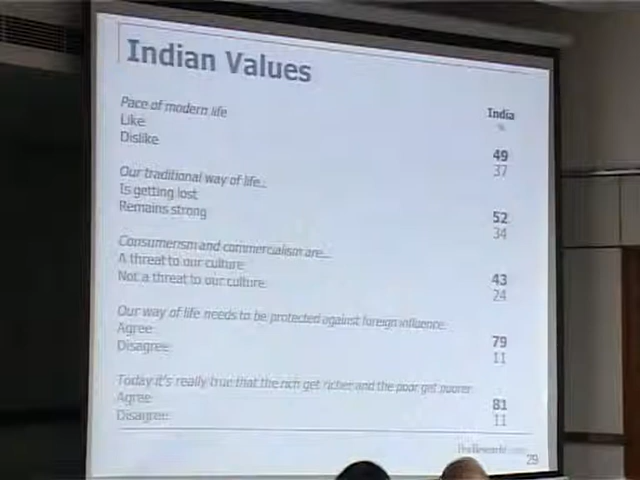 Indian Values
India
%
Pace of modern life
Like 49
Dislike 37
Our traditional way of life...
Is getting lost 52
Remains strong 34
Consumerism and commercialism are...
A threat to our culture 43
Not a threat to our culture 24
Our way of life needs to be protected against foreign influence.
Agree 79
Disagree 11
Today it's really true that the rich get richer and the poor get poorer
Agree 81
Disagree 11
29